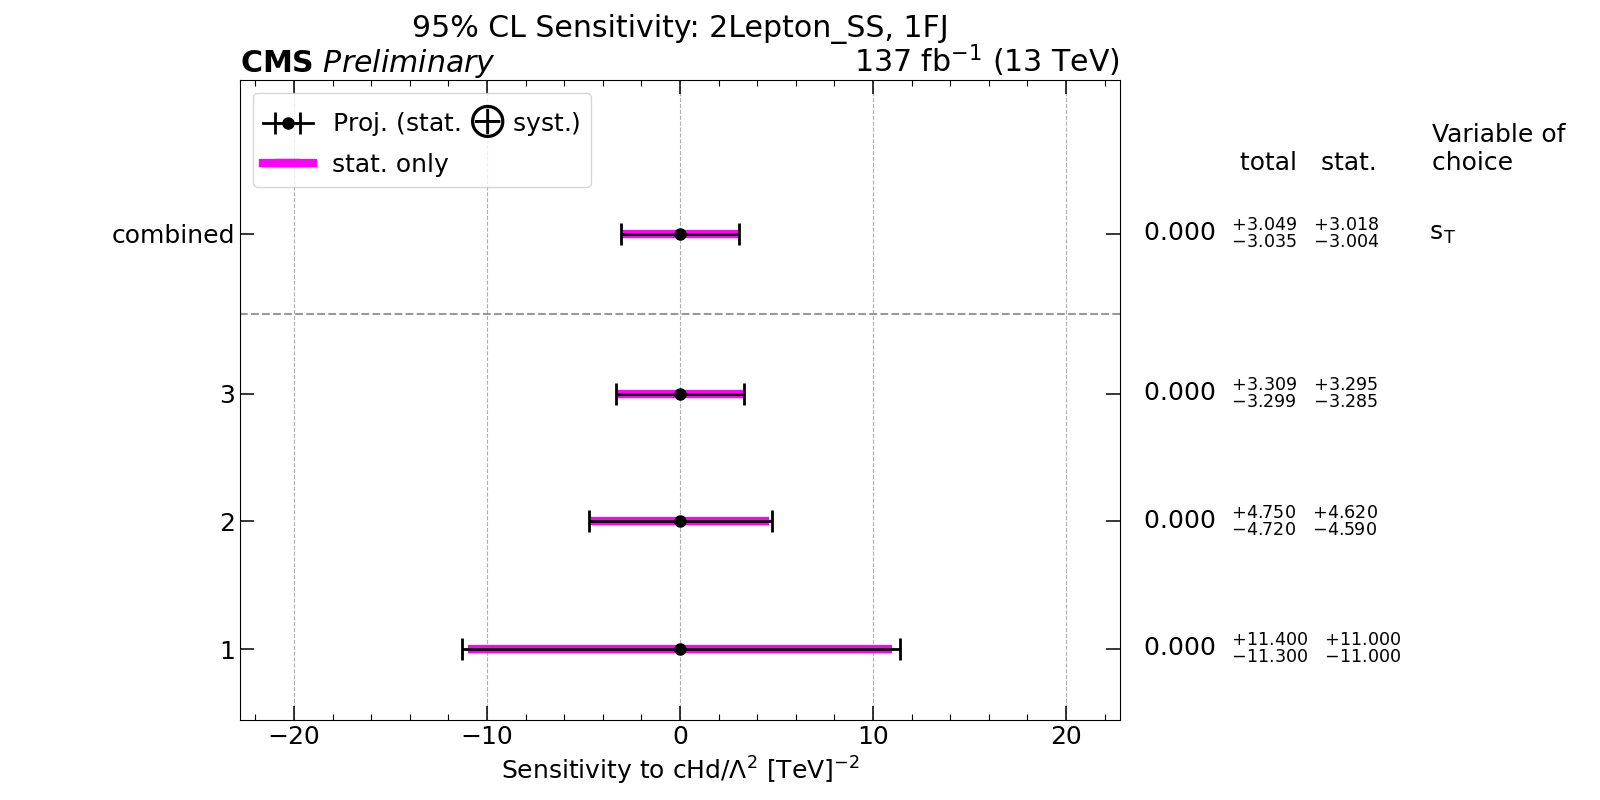 95% CL Sensitivity: 2Lepton_SS, 1FJ
CMS Preliminary 137 fb⁻¹ (13 TeV)
Proj. (stat. ⊕ syst.)
stat. only
total stat. Variable of choice
combined 0.000 +3.049 −3.035 +3.018 −3.004 s_T
3 0.000 +3.309 −3.299 +3.295 −3.285
2 0.000 +4.750 −4.720 +4.620 −4.590
1 0.000 +11.400 −11.300 +11.000 −11.000
−20 −10 0 10 20
Sensitivity to cHd/Λ² [TeV]⁻²